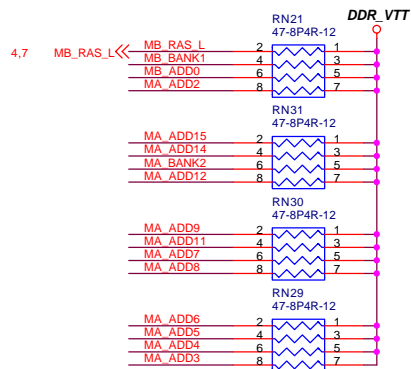 DDR_VTT
RN21
47-8P4R-12
4,7 MB_RAS_L MB_RAS_L 2 1
MB_BANK1 4 3
MB_ADD0 6 5
MA_ADD2 8 7
RN31
47-8P4R-12
MA_ADD15 2 1
MA_ADD14 4 3
MA_BANK2 6 5
MA_ADD12 8 7
RN30
47-8P4R-12
MA_ADD9 2 1
MA_ADD11 4 3
MA_ADD7 6 5
MA_ADD8 8 7
RN29
47-8P4R-12
MA_ADD6 2 1
MA_ADD5 4 3
MA_ADD4 6 5
MA_ADD3 8 7